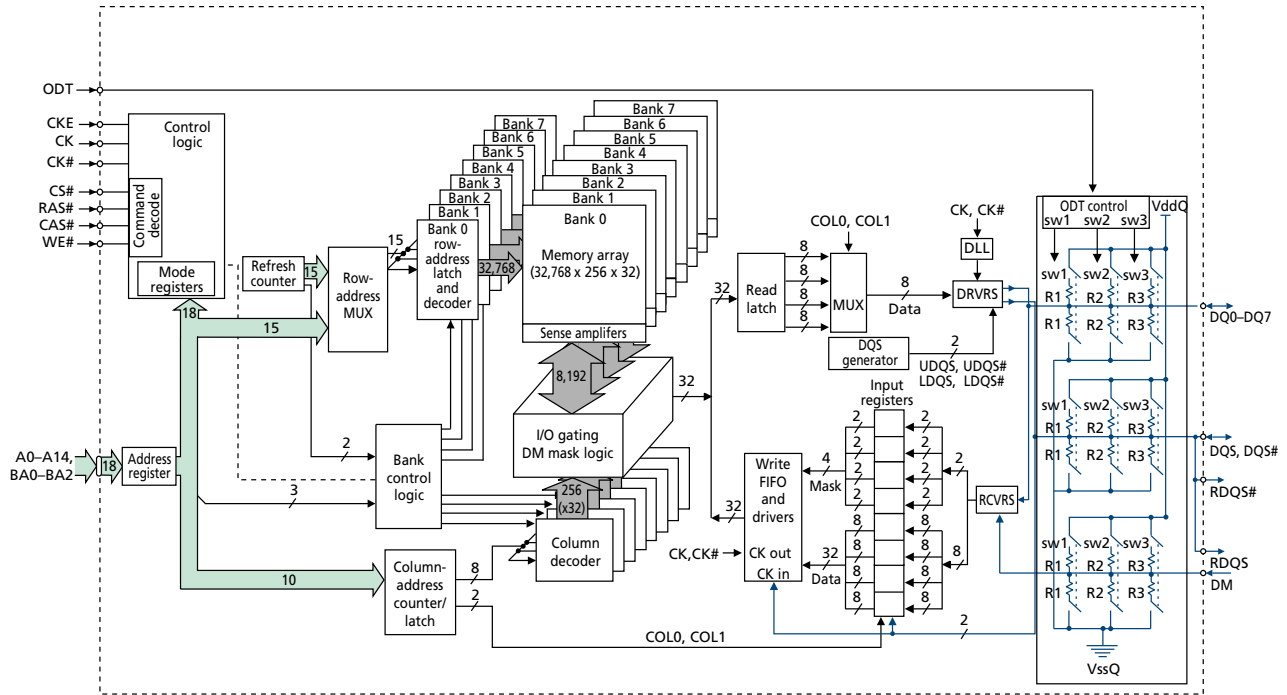 ODT
CKE
CK
CK#
CS#
RAS#
CAS#
WE#
Control
logic
Command
decode
Mode
registers
18
Refresh
counter
15
Row-
address
MUX
15
15
2
3
A0–A14,
BA0–BA2
18
Address
register
10
Bank 7
Bank 6
Bank 5
Bank 4
Bank 3
Bank 2
Bank 1
Bank 0
row-
address
latch
and
decoder
32,768
Bank 7
Bank 6
Bank 5
Bank 4
Bank 3
Bank 2
Bank 1
Bank 0
Memory array
(32,768 x 256 x 32)
Sense amplifers
8,192
I/O gating
DM mask logic
256
(x32)
Bank
control
logic
Column
decoder
Column-
address
counter/
latch
8
2
COL0, COL1
32
32
Read
latch
8
8
8
8
COL0, COL1
MUX
8
Data
CK, CK#
DLL
DRVRS
DQS
generator
2
UDQS, UDQS#
LDQS, LDQS#
Input
registers
2
2
2
2
2
2
2
2
2
8
8
8
8
8
8
8
8
8
4
Mask
32
Data
Write
FIFO
and
drivers
CK out
CK in
32
CK,CK#
RCVRS
2
ODT control
sw1
sw2
sw3
VddQ
sw1
sw2
sw3
R1
R2
R3
R1
R2
R3
sw1
sw2
sw3
R1
R2
R3
R1
R2
R3
sw1
sw2
sw3
R1
R2
R3
R1
R2
R3
VssQ
DQ0–DQ7
DQS, DQS#
RDQS#
RDQS
DM